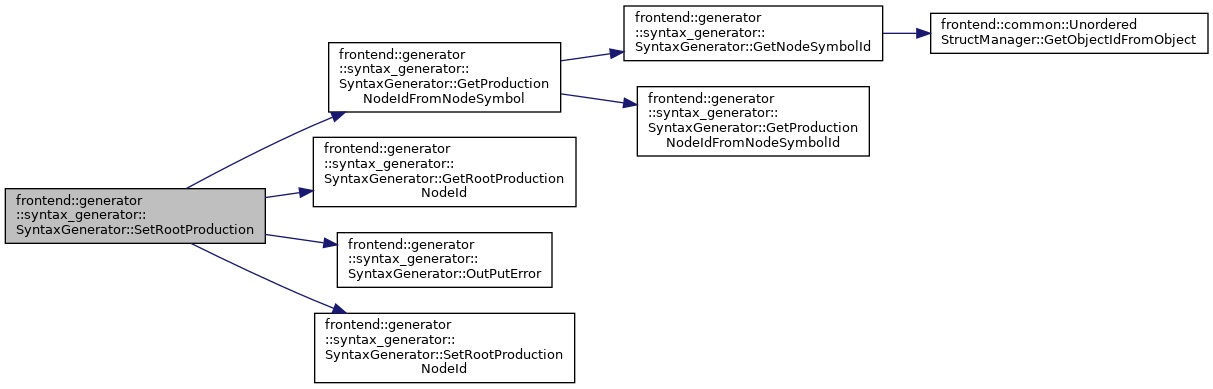 frontend::generator
::syntax_generator::
SyntaxGenerator::SetRootProduction
frontend::generator
::syntax_generator::
SyntaxGenerator::GetProduction
NodeIdFromNodeSymbol
frontend::generator
::syntax_generator::
SyntaxGenerator::GetNodeSymbolId
frontend::common::Unordered
StructManager::GetObjectIdFromObject
frontend::generator
::syntax_generator::
SyntaxGenerator::GetProduction
NodeIdFromNodeSymbolId
frontend::generator
::syntax_generator::
SyntaxGenerator::GetRootProduction
NodeId
frontend::generator
::syntax_generator::
SyntaxGenerator::OutPutError
frontend::generator
::syntax_generator::
SyntaxGenerator::SetRootProduction
NodeId